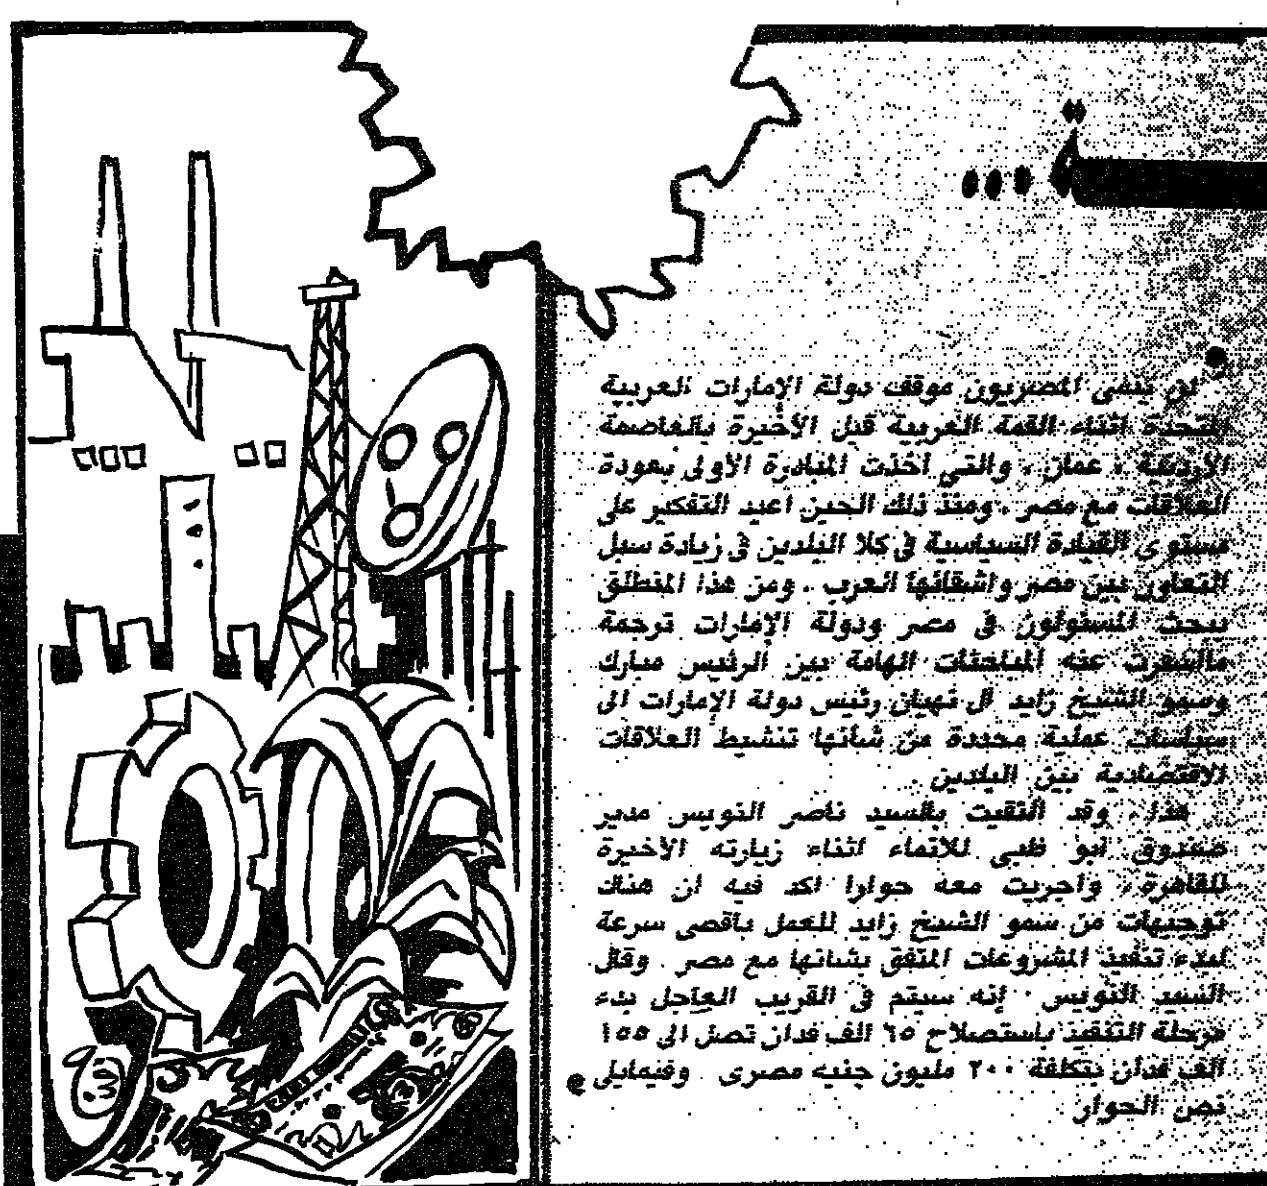 ـة ...
لن ينسى المصريون موقف دولة الإمارات العربية
المتحدة اثناء القمة العربية قبل الأخيرة بالعاصمة
الأردنية ، عمان ، والتى اخذت المبادرة الأولى بعودة
العلاقات مع مصر ، ومنذ ذلك الحين اعيد التفكير على
مستوى القيادة السياسية فى كلا البلدين فى زيادة سبل
التعاون بين مصر واشقائها العرب . ومن هذا المنطلق
يبحث المسئولون فى مصر ودولة الإمارات ترجمة
ماأسفرت عنه المباحثات الهامة بين الرئيس مبارك
وسمو الشيخ زايد آل نهيان رئيس دولة الإمارات الى
سياسات عملية محددة من شأنها تنشيط العلاقات
الاقتصادية بين البلدين .
هذا ، وقد التقيت بالسيد ناصر النويس مدير
صندوق ابو ظبى للانماء اثناء زيارته الأخيرة
للقاهرة ، واجريت معه حوارا اكد فيه ان هناك
توجيهات من سمو الشيخ زايد للعمل باقصى سرعة
لبدء تنفيذ المشروعات المتفق بشانها مع مصر . وقال
السيد النويس : إنه سيتم فى القريب العاجل بدء
مرحلة التنفيذ باستصلاح ٦٥ الف فدان تصل الى ١٥٥
الف فدان بتكلفة ٢٠٠ مليون جنيه مصرى . وفيمايلى
نص الحوار